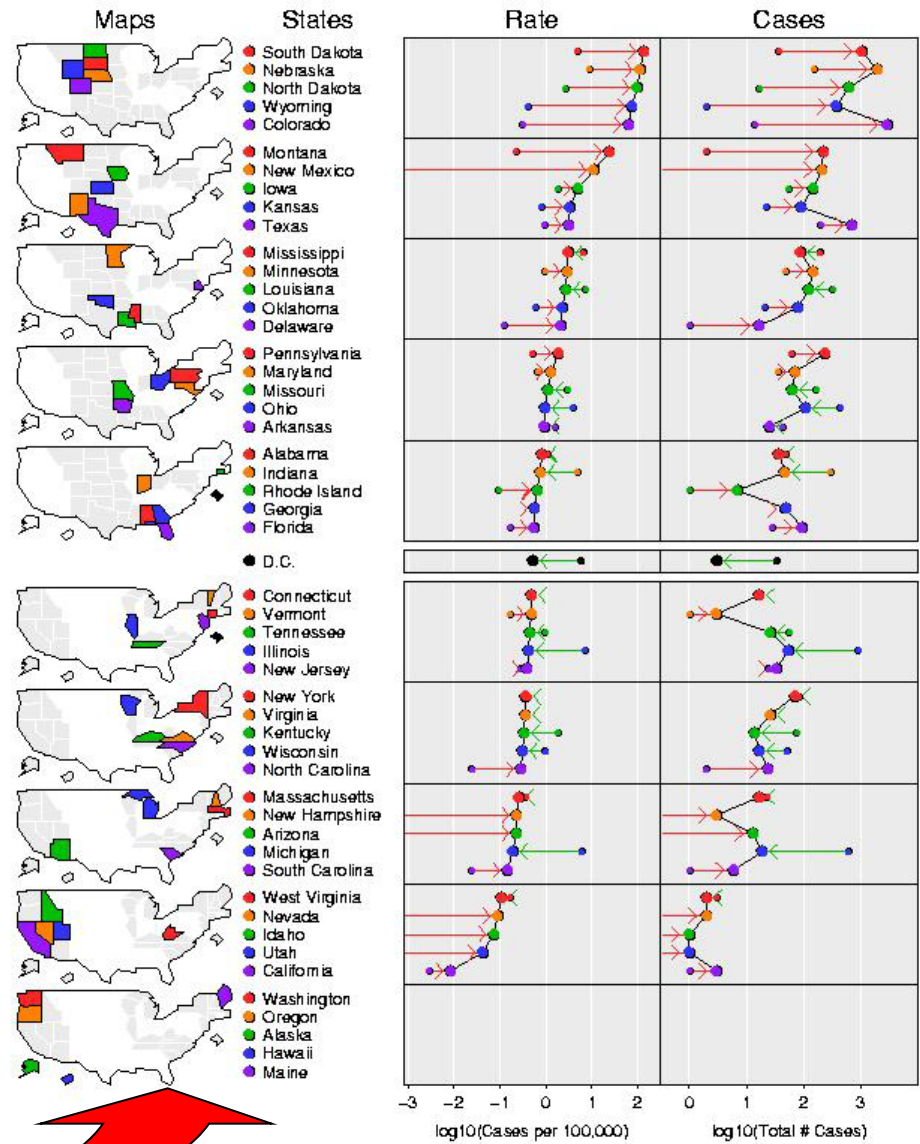 Maps States Rate Cases
South Dakota
Nebraska
North Dakota
Wyoming
Colorado
Montana
New Mexico
Iowa
Kansas
Texas
Mississippi
Minnesota
Louisiana
Oklahoma
Delaware
Pennsylvania
Maryland
Missouri
Ohio
Arkansas
Alabama
Indiana
Rhode Island
Georgia
Florida
D.C.
Connecticut
Vermont
Tennessee
Illinois
New Jersey
New York
Virginia
Kentucky
Wisconsin
North Carolina
Massachusetts
New Hampshire
Arizona
Michigan
South Carolina
West Virginia
Nevada
Idaho
Utah
California
Washington
Oregon
Alaska
Hawaii
Maine
−3 −2 −1 0 1 2 0 1 2 3
log10(Cases per 100,000) log10(Total # Cases)